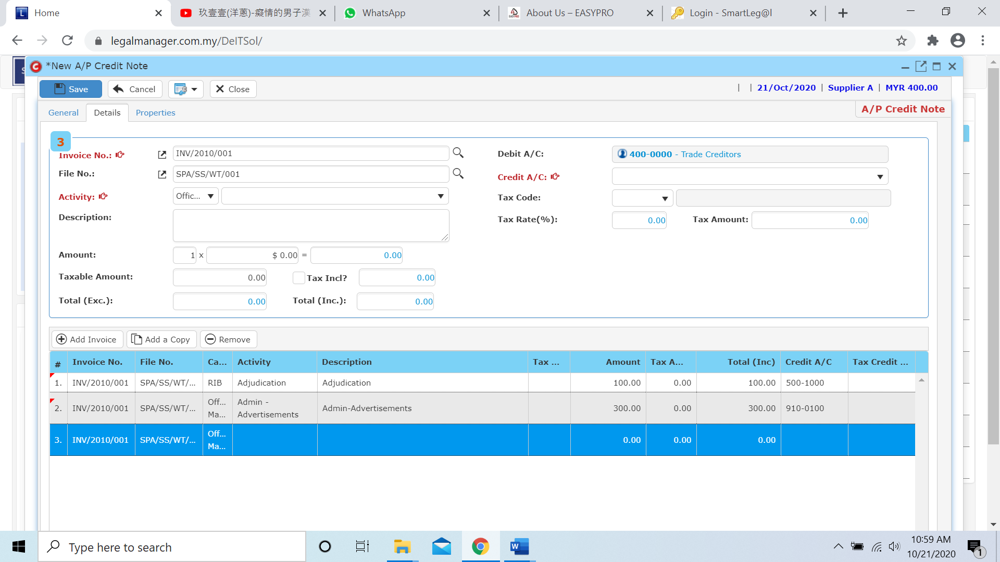 Home
玖壹壹(洋蔥)-癡情的男子漢
WhatsApp
About Us – EASYPRO
Login - SmartLeg@l
legalmanager.com.my/DeITSol/
*New A/P Credit Note
Save
Cancel
Close
| | 21/Oct/2020 | Supplier A | MYR 400.00
General
Details
Properties
A/P Credit Note
3
Invoice No.:
INV/2010/001
Debit A/C:
400-0000 - Trade Creditors
File No.:
SPA/SS/WT/001
Credit A/C:
Activity:
Offic...
Tax Code:
Description:
Tax Rate(%):
0.00
Tax Amount:
0.00
Amount:
1 x $ 0.00 = 0.00
Taxable Amount:
0.00
Tax Incl?
0.00
Total (Exc.):
0.00
Total (Inc.):
0.00
Add Invoice
Add a Copy
Remove
# Invoice No. File No. Ca... Activity Description Tax ... Amount Tax A... Total (Inc) Credit A/C Tax Credit ...
1. INV/2010/001 SPA/SS/WT/... RIB Adjudication Adjudication 100.00 0.00 100.00 500-1000
2. INV/2010/001 SPA/SS/WT/... Off... Ma... Admin - Advertisements Admin-Advertisements 300.00 0.00 300.00 910-0100
3. INV/2010/001 SPA/SS/WT/... Off... Ma... 0.00 0.00 0.00
Type here to search
10:59 AM
10/21/2020
1